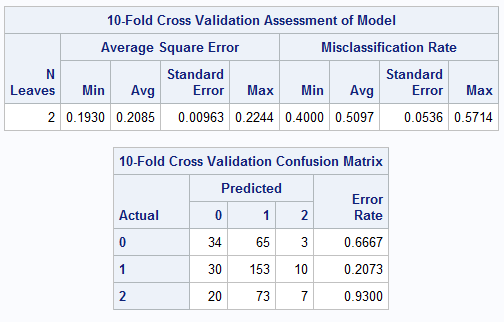 10-Fold Cross Validation Assessment of Model
Average Square Error Misclassification Rate
N Leaves Min Avg Standard Error Max Min Avg Standard Error Max
2 0.1930 0.2085 0.00963 0.2244 0.4000 0.5097 0.0536 0.5714
10-Fold Cross Validation Confusion Matrix
Actual Predicted Error Rate
0 1 2
0 34 65 3 0.6667
1 30 153 10 0.2073
2 20 73 7 0.9300